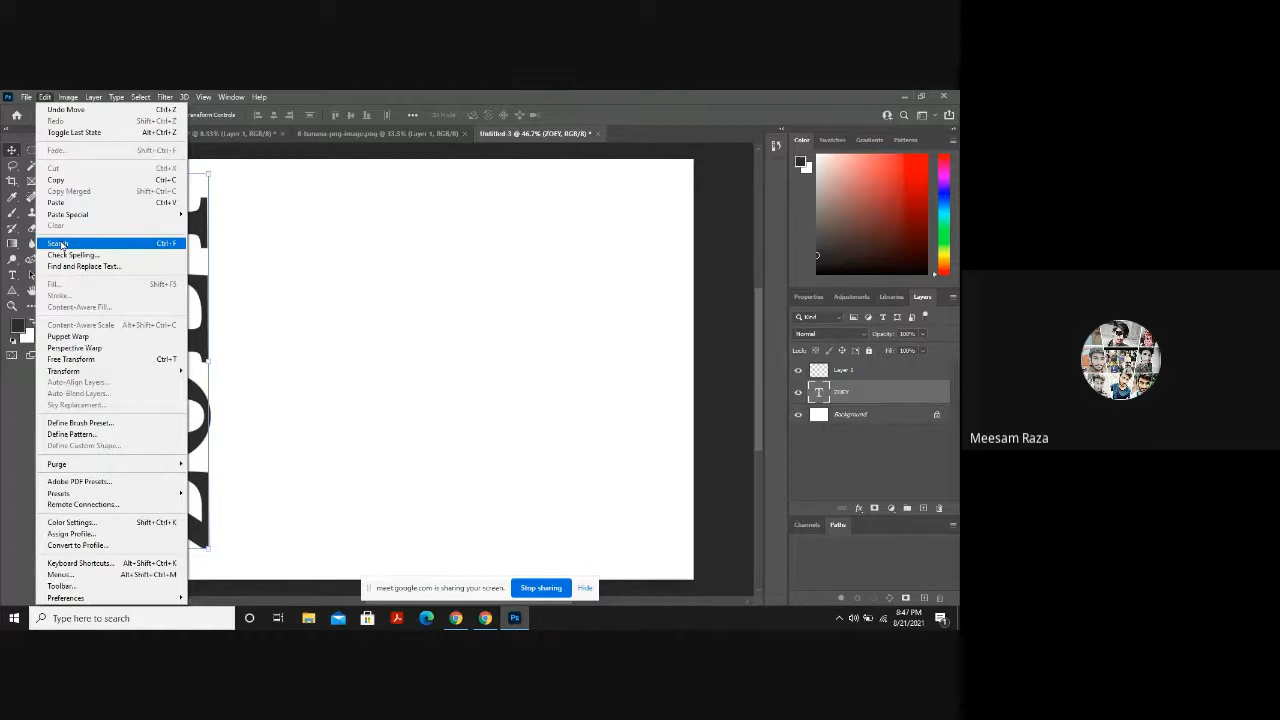 Ps File Edit Image Layer Type Select Filter 3D View Window Help
Undo Move Ctrl+Z
Redo Shift+Ctrl+Z
Toggle Last State Alt+Ctrl+Z
Fade... Shift+Ctrl+F
Cut Ctrl+X
Copy Ctrl+C
Copy Merged Shift+Ctrl+C
Paste Ctrl+V
Paste Special
Clear
Search Ctrl+F
Check Spelling...
Find and Replace Text...
Fill... Shift+F5
Stroke...
Content-Aware Fill...
Content-Aware Scale Alt+Shift+Ctrl+C
Puppet Warp
Perspective Warp
Free Transform Ctrl+T
Transform
Auto-Align Layers...
Auto-Blend Layers...
Sky Replacement...
Define Brush Preset...
Define Pattern...
Define Custom Shape...
Purge
Adobe PDF Presets...
Presets
Remote Connections...
Color Settings... Shift+Ctrl+K
Assign Profile...
Convert to Profile...
Keyboard Shortcuts... Alt+Shift+Ctrl+K
Menus... Alt+Shift+Ctrl+M
Toolbar...
Preferences
Transform Controls
3D Mode:
@ 8.33% (Layer 1, RGB/8) * × 8-banana-png-image.png @ 33.3% (Layer 1, RGB/8) × Untitled-3 @ 46.7% (ZOEY, RGB/8) * ×
Color Swatches Gradients Patterns
Properties Adjustments Libraries Layers
Kind
Normal Opacity: 100%
Lock: Fill: 100%
Layer 1
T ZOEY
Background
Channels Paths
meet.google.com is sharing your screen. Stop sharing Hide
Type here to search
Ps
8:47 PM
8/21/2021
Meesam Raza